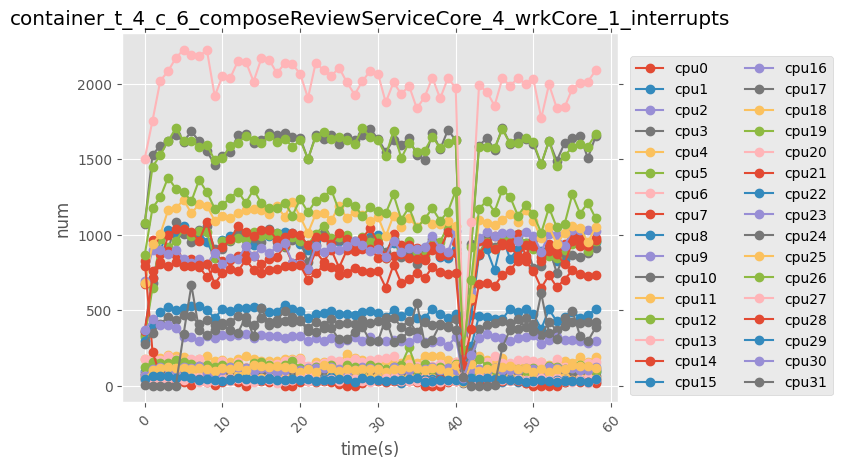 container_t_4_c_6_composeReviewServiceCore_4_wrkCore_1_interrupts
num
2000
1500
1000
500
0
0
10
20
30
40
50
60
time(s)
cpu0
cpu1
cpu2
cpu3
cpu4
cpu5
cpu6
cpu7
cpu8
cpu9
cpu10
cpu11
cpu12
cpu13
cpu14
cpu15
cpu16
cpu17
cpu18
cpu19
cpu20
cpu21
cpu22
cpu23
cpu24
cpu25
cpu26
cpu27
cpu28
cpu29
cpu30
cpu31